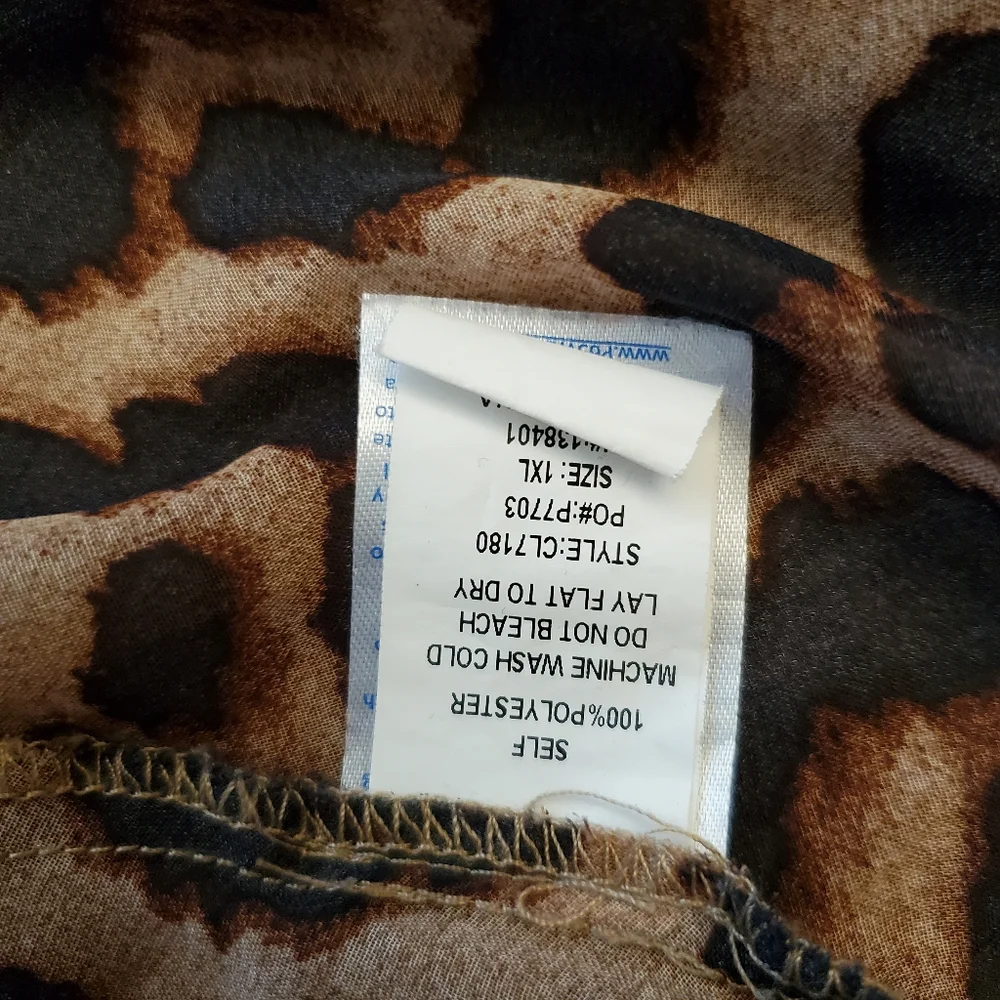 SELF
100%POLYESTER
MACHINE WASH COLD
DO NOT BLEACH
LAY FLAT TO DRY
STYLE:CL7180
PO#:P7703
SIZE: 1XL
138401